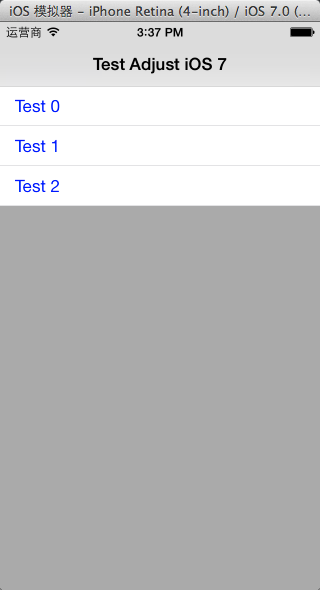 iOS 模拟器 – iPhone Retina (4-inch) / iOS 7.0 (...
运营商 3:37 PM
Test Adjust iOS 7
Test 0
Test 1
Test 2